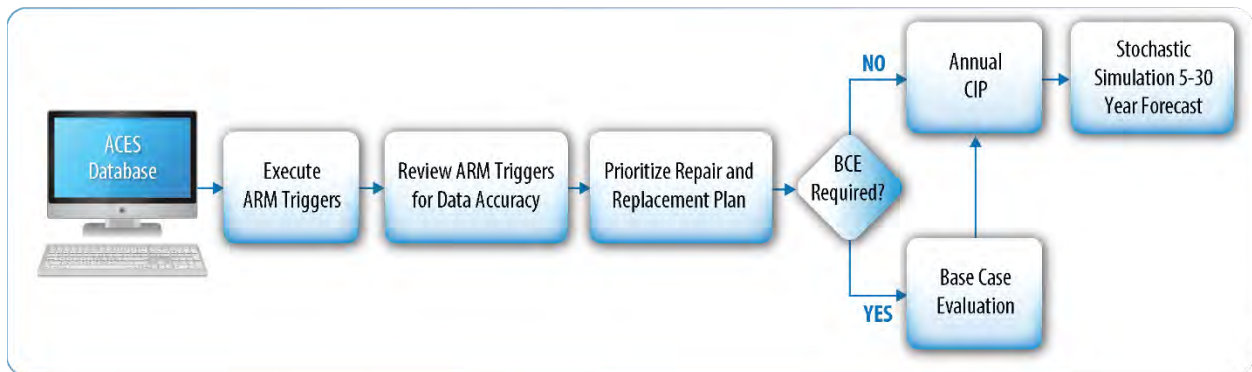 ACES
Database
Execute
ARM Triggers
Review ARM Triggers
for Data Accuracy
Prioritize Repair and
Replacement Plan
BCE
Required?
NO
Annual
CIP
Stochastic
Simulation 5-30
Year Forecast
YES
Base Case
Evaluation